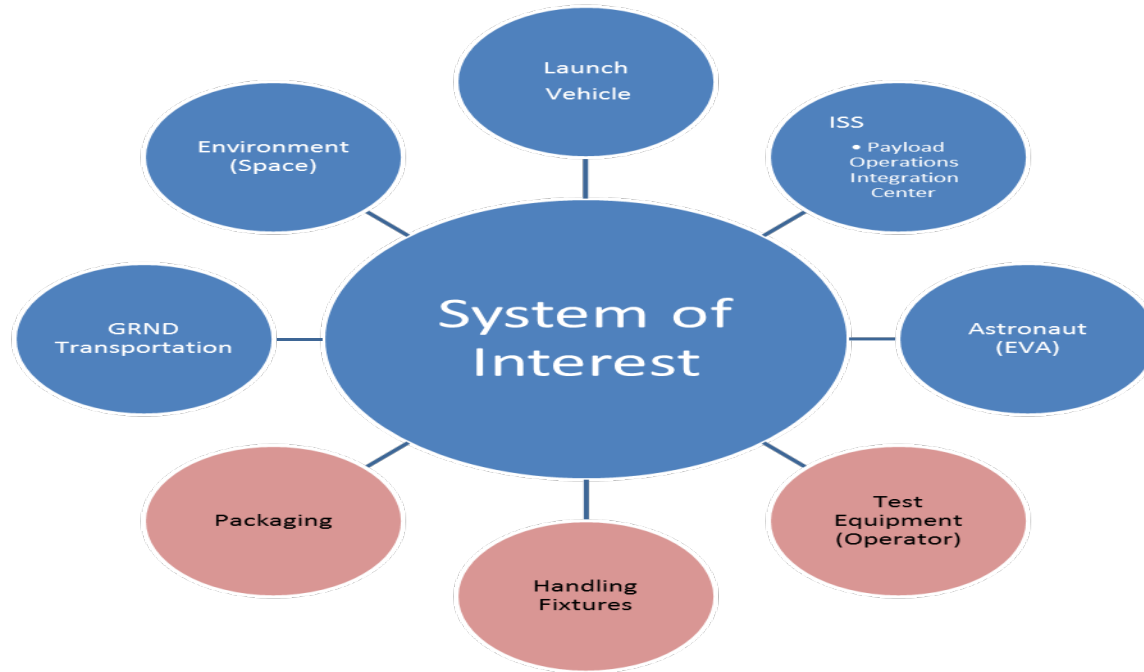 Launch
Vehicle
ISS
• Payload
Operations
Integration
Center
Environment
(Space)
System of
Interest
GRND
Transportation
Astronaut
(EVA)
Packaging
Test
Equipment
(Operator)
Handling
Fixtures